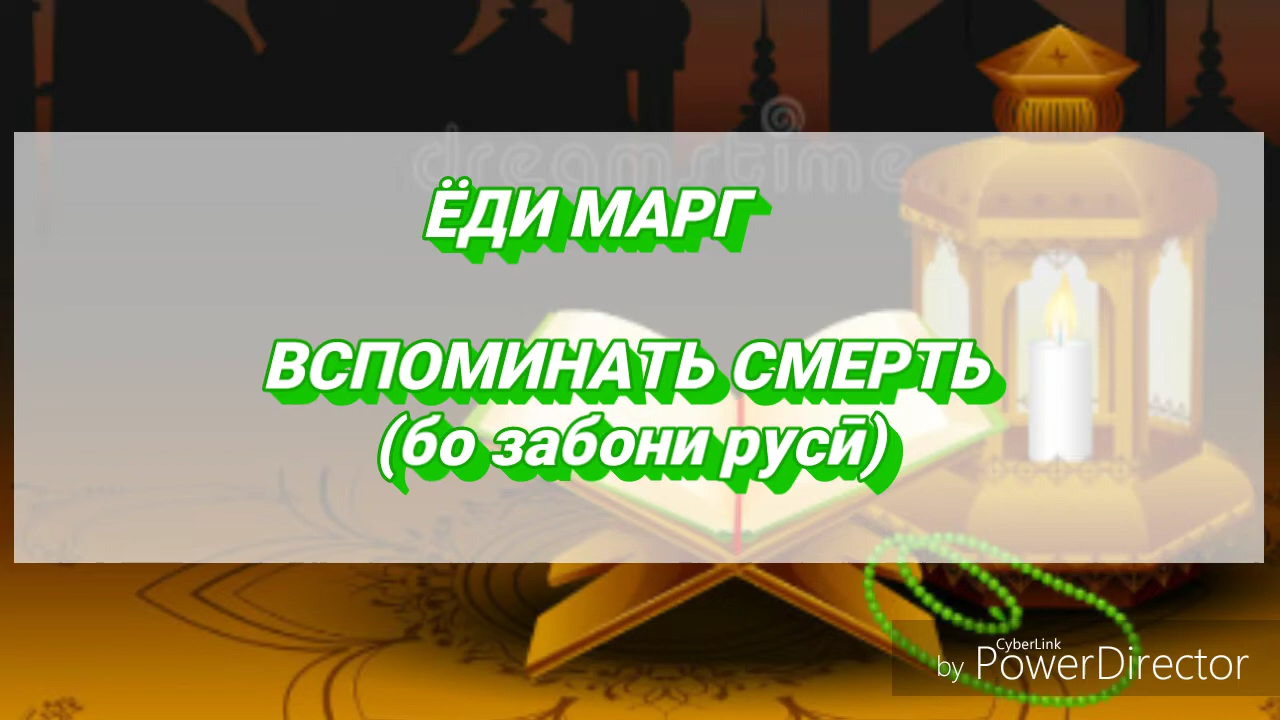 dreamstime
ЁДИ МАРГ
ВСПОМИНАТЬ СМЕРТЬ
(бо забони русӣ)
CyberLink
by PowerDirector